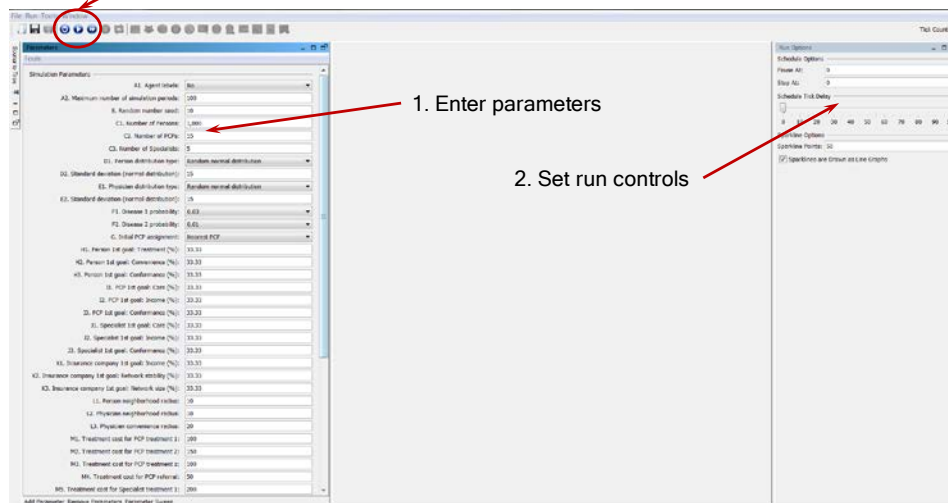 File Run Tools Window
Tick Count
Parameters
Simulation Parameters
A1. Agent labels: No
A2. Maximum number of simulation periods: 100
B. Random number seed: 10
C1. Number of Persons: 1,000
C2. Number of PCPs: 15
C3. Number of Specialists: 5
D1. Person distribution type: Random normal distribution
D2. Standard deviation (normal distribution): 15
E1. Physician distribution type: Random normal distribution
E2. Standard deviation (normal distribution): 15
F1. Disease 1 probability: 0.03
F2. Disease 2 probability: 0.01
G. Initial PCP assignment: Nearest PCP
H1. Person 1st goal: Treatment (%): 33.33
H2. Person 1st goal: Convenience (%): 33.33
H3. Person 1st goal: Conformance (%): 33.33
I1. PCP 1st goal: Care (%): 33.33
I2. PCP 1st goal: Income (%): 33.33
I3. PCP 1st goal: Conformance (%): 33.33
J1. Specialist 1st goal: Care (%): 33.33
J2. Specialist 1st goal: Income (%): 33.33
J3. Specialist 1st goal: Conformance (%): 33.33
K1. Insurance company 1st goal: Income (%): 33.33
K2. Insurance company 1st goal: Network stability (%): 33.33
K3. Insurance company 1st goal: Network size (%): 33.33
L1. Person neighborhood radius: 10
L2. Physician neighborhood radius: 10
L3. Physician convenience radius: 20
M1. Treatment cost for PCP treatment 1: 100
M2. Treatment cost for PCP treatment 2: 150
M3. Treatment cost for PCP treatment z: 100
M4. Treatment cost for PCP referral: 50
M5. Treatment cost for Specialist treatment 1: 200
Add Parameter Remove Parameters Parameter Sweep
1. Enter parameters
2. Set run controls
Run Options
Schedule Options
Pause At: 0
Stop At: 0
Schedule Tick Delay
0 10 20 30 40 50 60 70 80 90
Sparkline Options
Sparkline Points: 50
Sparklines are Drawn as Line Graphs